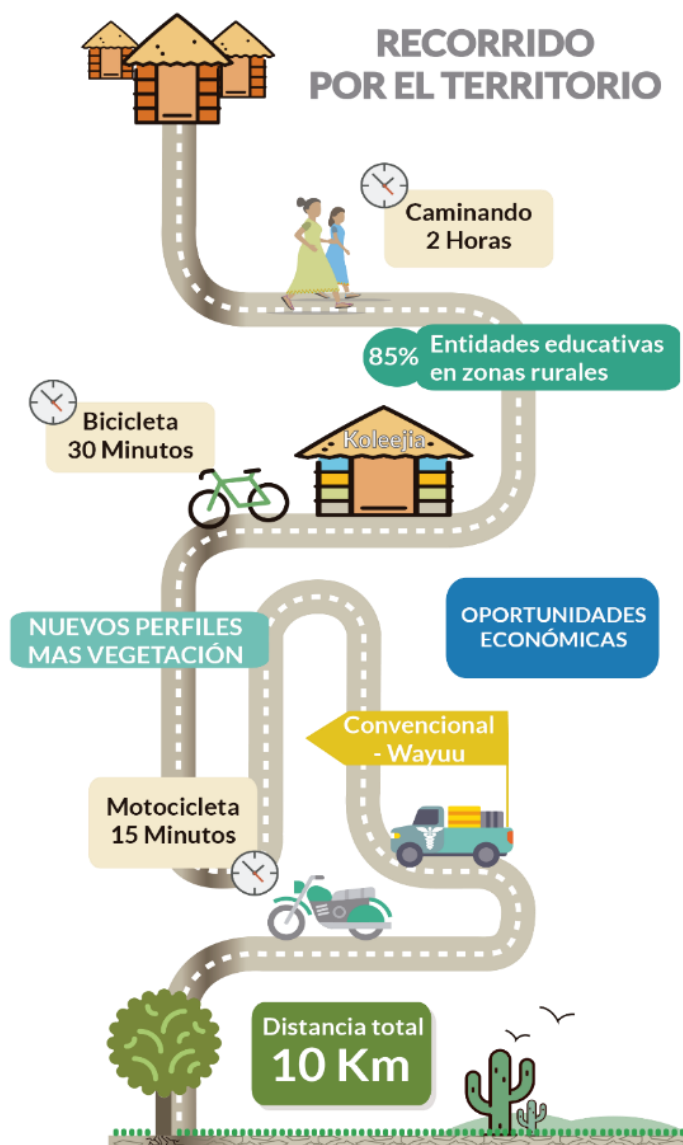 RECORRIDO
POR EL TERRITORIO
Caminando
2 Horas
85%
Entidades educativas
en zonas rurales
Bicicleta
30 Minutos
Koleejia
NUEVOS PERFILES
MAS VEGETACIÓN
OPORTUNIDADES
ECONÓMICAS
Convencional
- Wayuu
Motocicleta
15 Minutos
Distancia total
10 Km